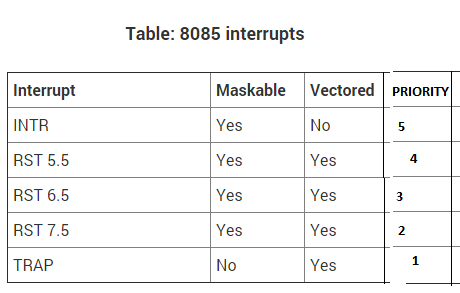 Table: 8085 interrupts
Interrupt Maskable Vectored PRIORITY
INTR Yes No 5
RST 5.5 Yes Yes 4
RST 6.5 Yes Yes 3
RST 7.5 Yes Yes 2
TRAP No Yes 1